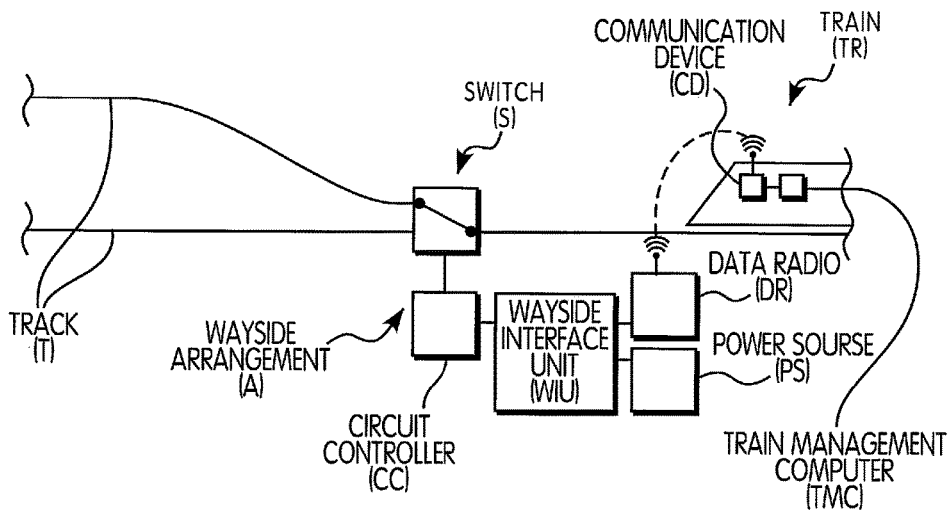 COMMUNICATION
DEVICE
(CD)
TRAIN
(TR)
SWITCH
(S)
TRACK
(T)
WAYSIDE
ARRANGEMENT
(A)
WAYSIDE
INTERFACE
UNIT
(WIU)
DATA RADIO
(DR)
POWER SOURSE
(PS)
CIRCUIT
CONTROLLER
(CC)
TRAIN MANAGEMENT
COMPUTER
(TMC)